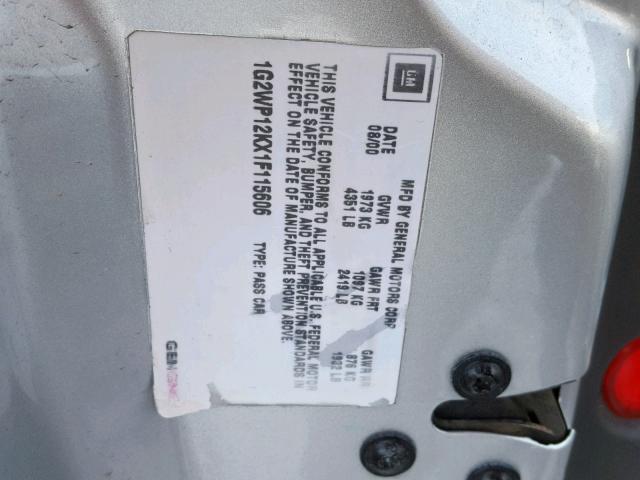 GM
MFD BY GENERAL MOTORS CORP
DATE GVWR GAWR FRT GAWR RR
08/00 1973 KG 1097 KG 876 KG
4351 LB 2419 LB 1932 LB
THIS VEHICLE CONFORMS TO ALL APPLICABLE U.S. FEDERAL MOTOR
VEHICLE SAFETY, BUMPER, AND THEFT PREVENTION STANDARDS IN
EFFECT ON THE DATE OF MANUFACTURE SHOWN ABOVE.
1G2WP12KX1F115606 TYPE: PASS CAR